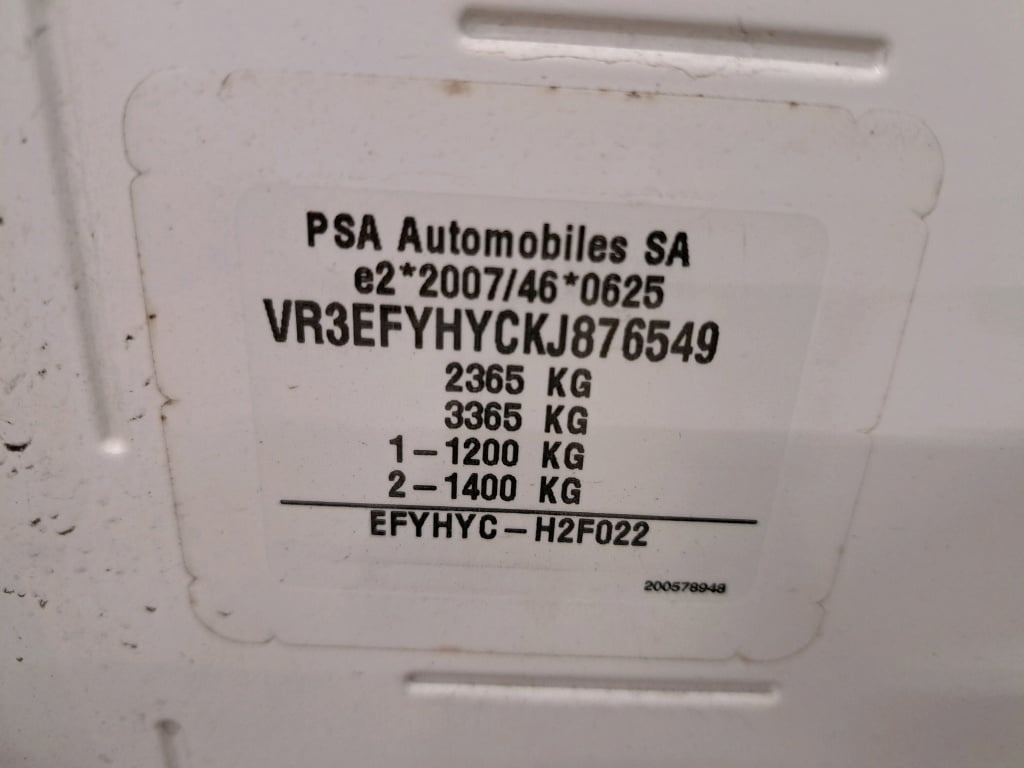 PSA Automobiles SA
e2*2007/46*0625
VR3EFYHYCKJ876549
2365 KG
3365 KG
1-1200 KG
2-1400 KG
EFYHYC-H2F022
200578948